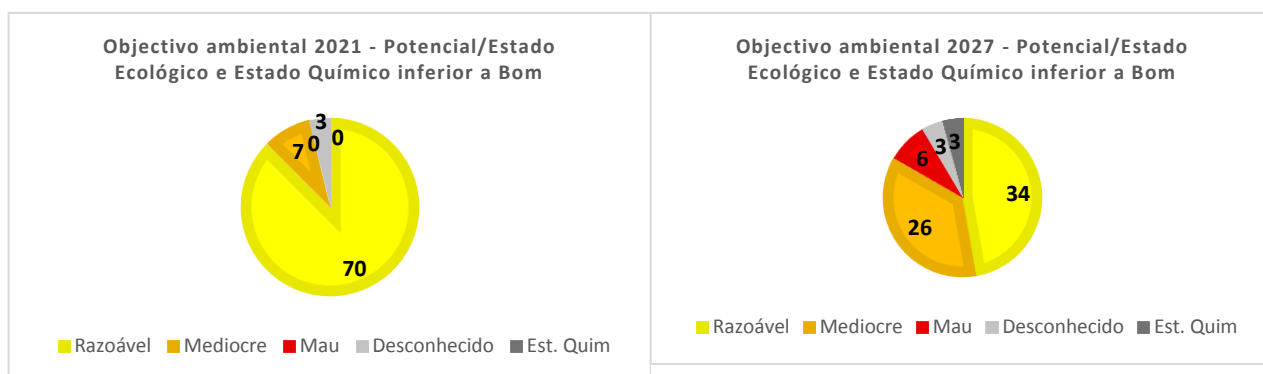 Objectivo ambiental 2021 - Potencial/Estado
Ecológico e Estado Químico inferior a Bom
3
0
7
0
70
Razoável Mediocre Mau Desconhecido Est. Quim
Objectivo ambiental 2027 - Potencial/Estado
Ecológico e Estado Químico inferior a Bom
3
3
6
34
26
Razoável Mediocre Mau Desconhecido Est. Quim